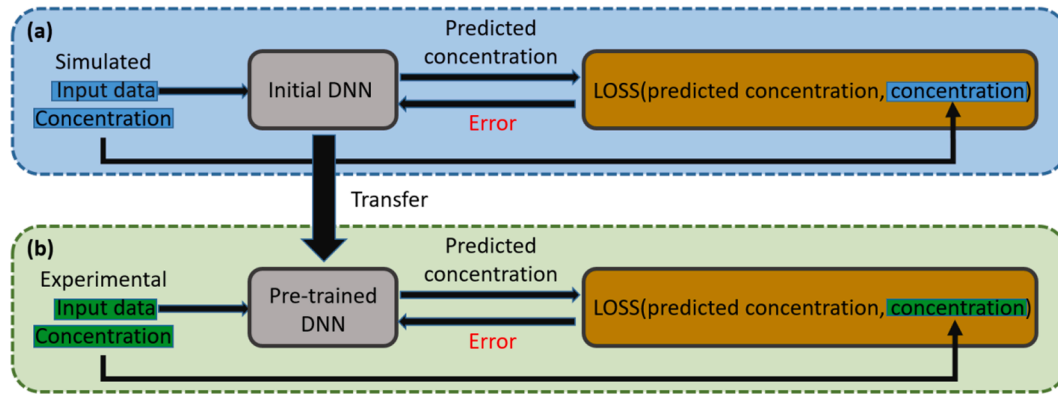 (a)
Simulated
Input data
Concentration
Initial DNN
Predicted
concentration
Error
LOSS(predicted concentration, concentration)
Transfer
(b)
Experimental
Input data
Concentration
Pre-trained
DNN
Predicted
concentration
Error
LOSS(predicted concentration, concentration)